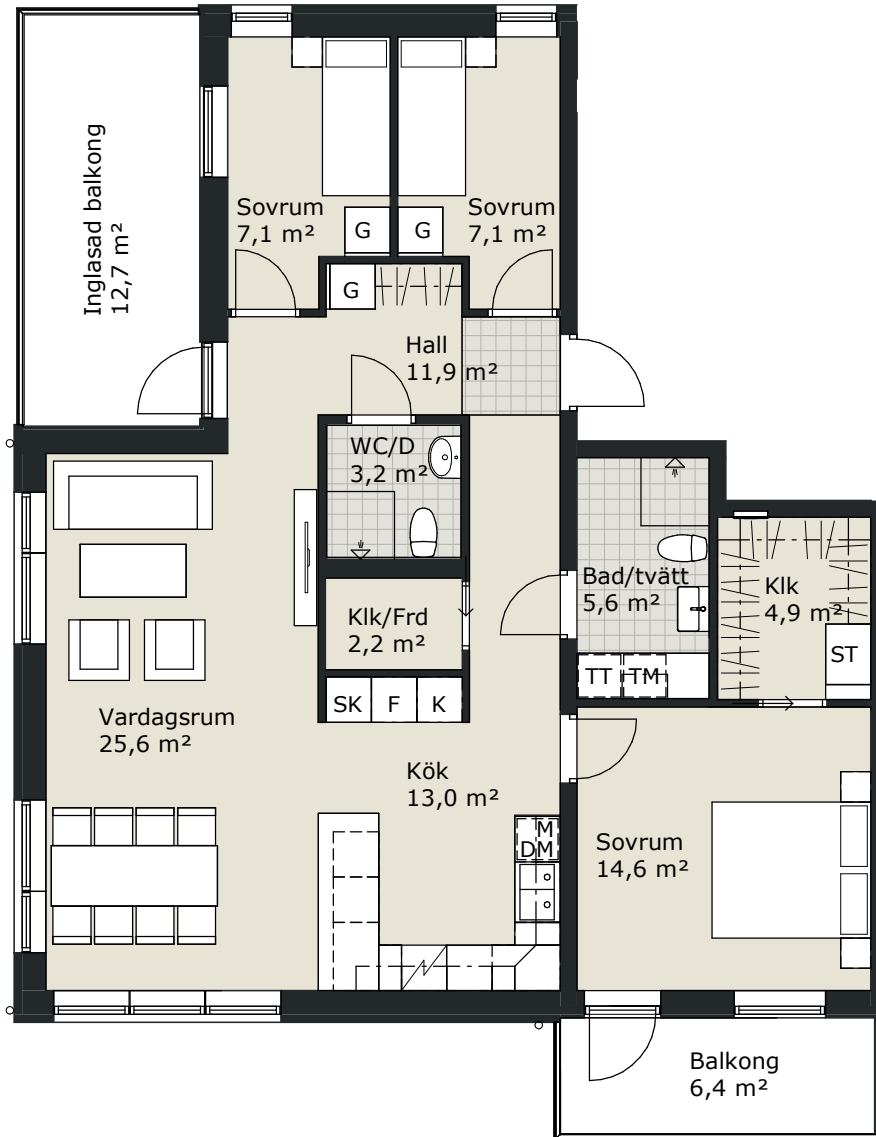 Inglasad balkong
12,7 m²
Sovrum
7,1 m²
Sovrum
7,1 m²
G
G
G
Hall
11,9 m²
WC/D
3,2 m²
Bad/tvätt
5,6 m²
Klk
4,9 m²
Klk/Frd
2,2 m²
ST
TT
TM
SK
F
K
Vardagsrum
25,6 m²
Kök
13,0 m²
M
DM
Sovrum
14,6 m²
Balkong
6,4 m²